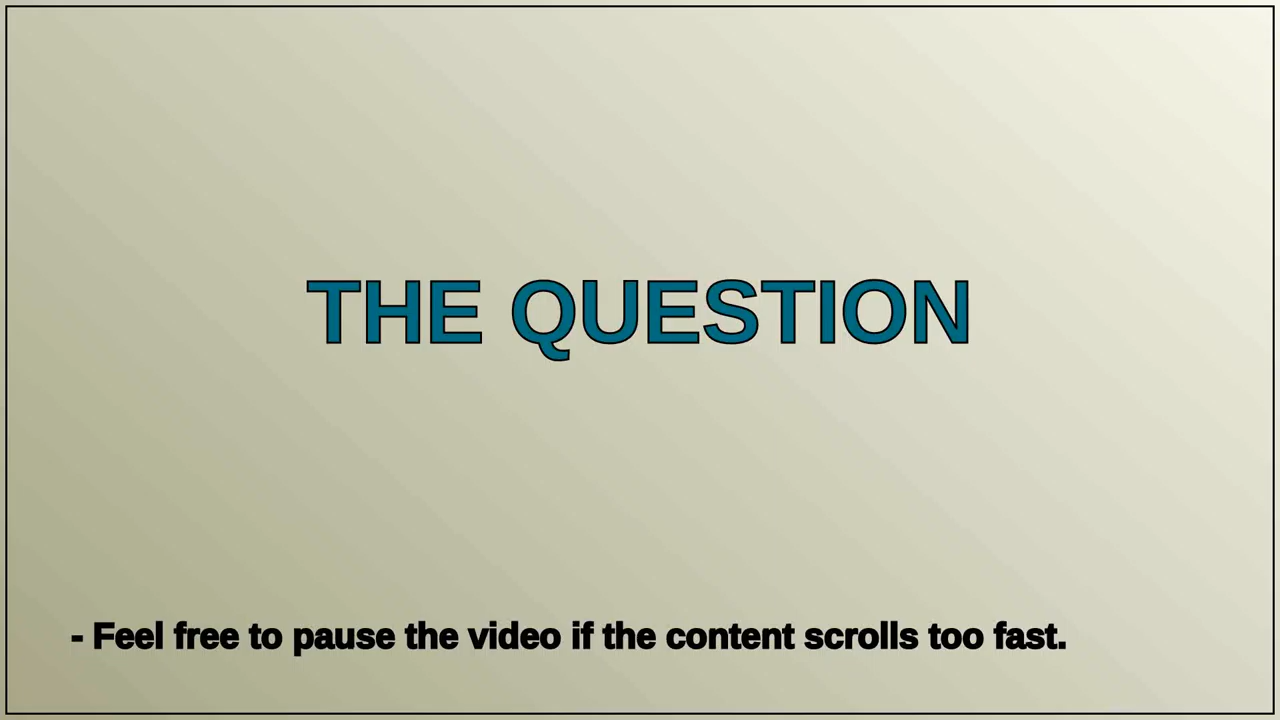 THE QUESTION
- Feel free to pause the video if the content scrolls too fast.